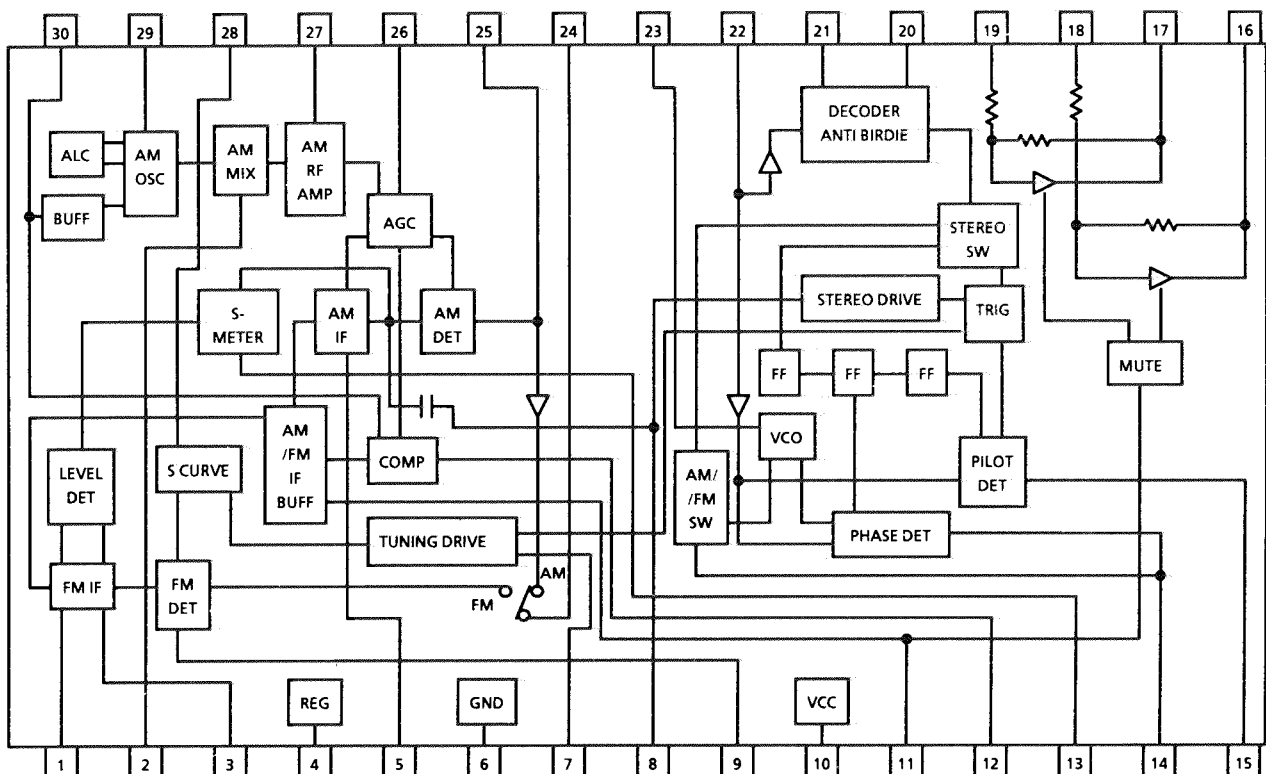 30 29 28 27 26 25 24 23 22 21 20 19 18 17 16
ALC
AM
OSC
BUFF
AM
MIX
AM
RF
AMP
AGC
S-
METER
AM
IF
AM
DET
LEVEL
DET
S CURVE
AM
/FM
IF
BUFF
COMP
TUNING DRIVE
FM IF
FM
DET
FM
AM
REG
GND
VCC
DECODER
ANTI BIRDIE
STEREO
SW
STEREO DRIVE
TRIG
FF
FF
FF
VCO
AM/
/FM
SW
PILOT
DET
PHASE DET
MUTE
1 2 3 4 5 6 7 8 9 10 11 12 13 14 15